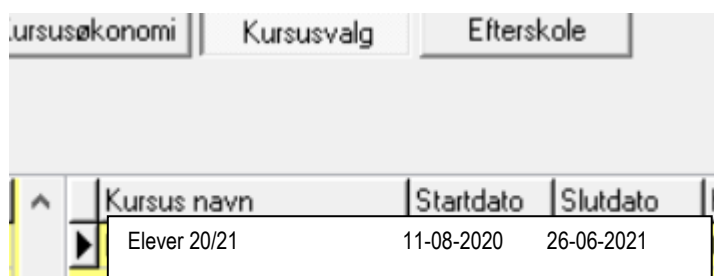 ursusøkonomi Kursusvalg Efterskole
Kursus navn Startdato Slutdato
Elever 20/21 11-08-2020 26-06-2021